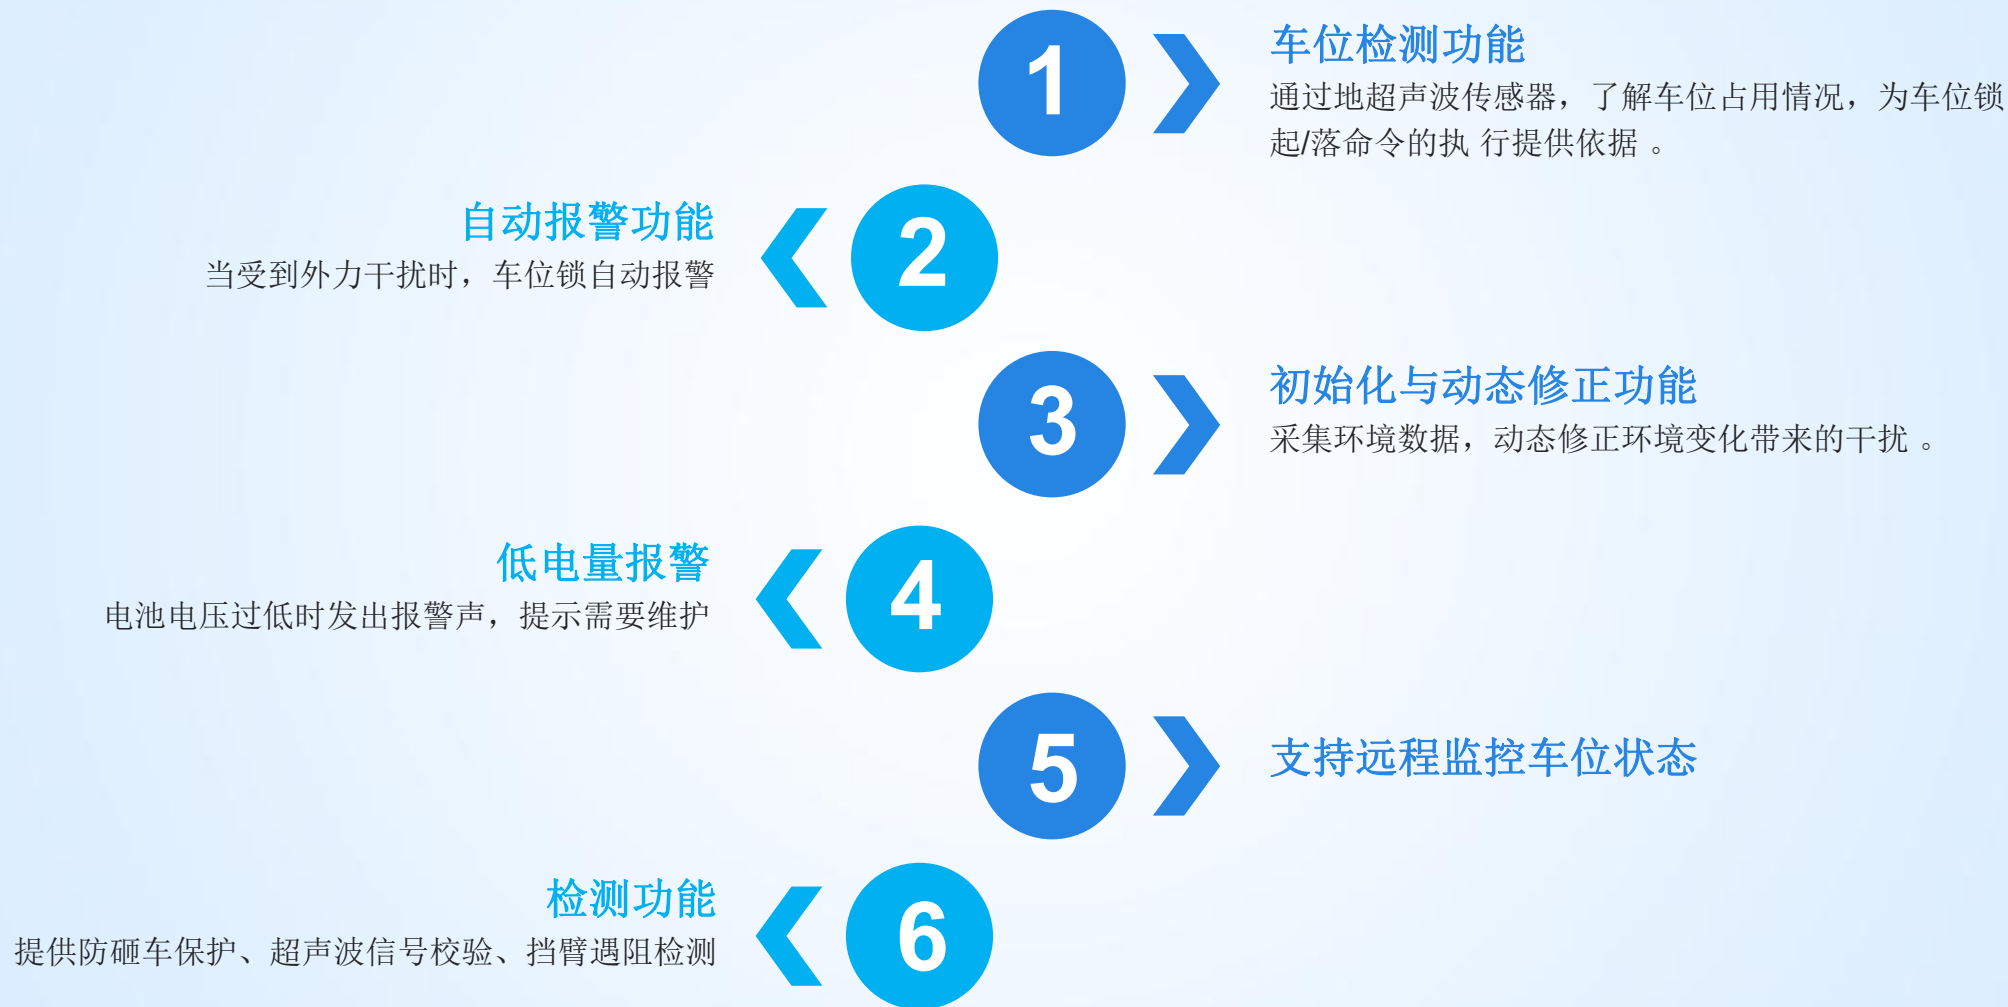 1
车位检测功能
通过地超声波传感器，了解车位占用情况，为车位锁
起/落命令的执 行提供依据 。
2
自动报警功能
当受到外力干扰时，车位锁自动报警
3
初始化与动态修正功能
采集环境数据，动态修正环境变化带来的干扰 。
4
低电量报警
电池电压过低时发出报警声，提示需要维护
5
支持远程监控车位状态
6
检测功能
提供防砸车保护、超声波信号校验、挡臂遇阻检测